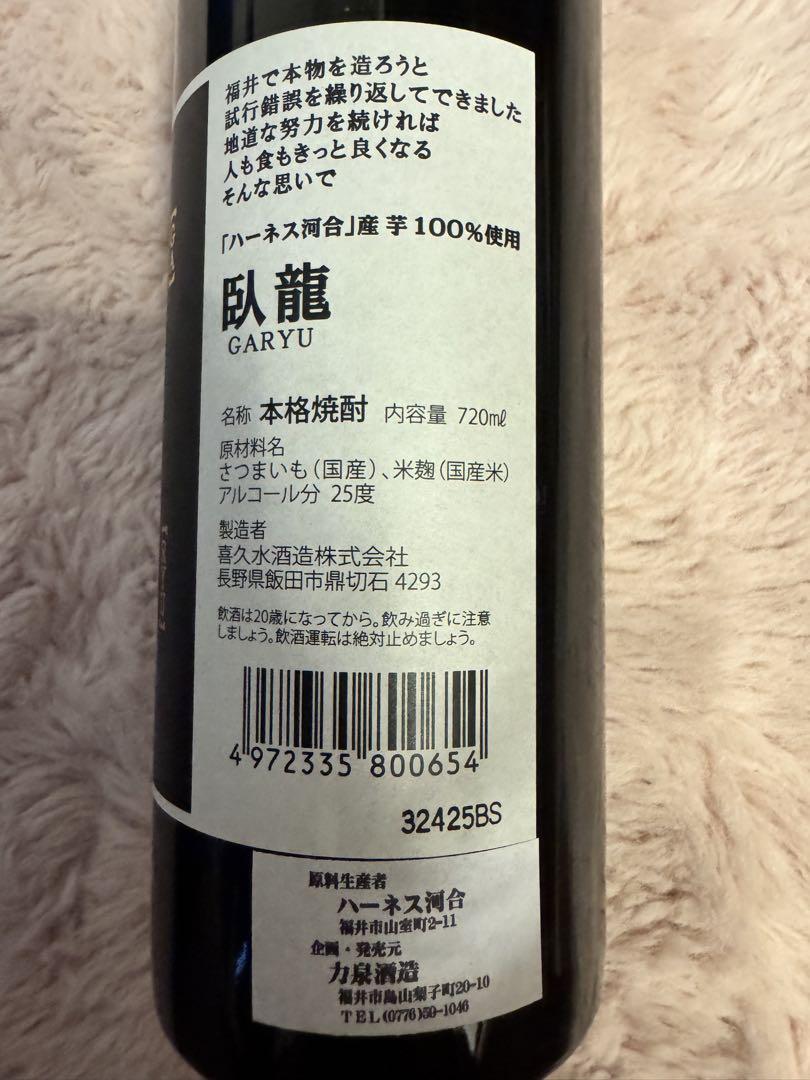 福井で本物を造ろうと
試行錯誤を繰り返してできました
地道な努力を続ければ
人も食もきっと良くなる
そんな思いで
「ハーネス河合」産 芋100%使用
臥龍
GARYU
名称 本格焼酎 内容量 720㎖
原材料名
さつまいも(国産)、米麹(国産米)
アルコール分 25度
製造者
喜久水酒造株式会社
長野県飯田市鼎切石 4293
飲酒は20歳になってから。飲み過ぎに注意
しましょう。飲酒運転は絶対止めましょう。
4 972335 800654
32425BS
原料生産者
ハーネス河合
福井市山室町2-11
企画・発売元
力泉酒造
福井市島山梨子町20-10
TEL(0776)59-1046